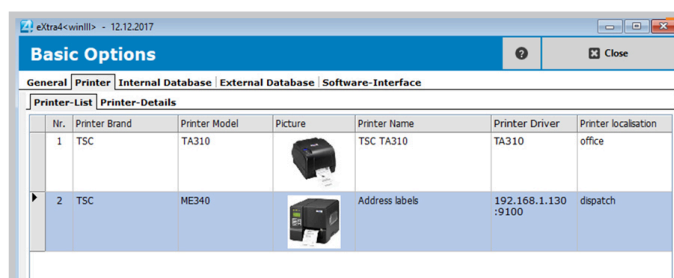 eXtra4<winIII> - 12.12.2017
Basic Options
? Close
General Printer Internal Database External Database Software-Interface
Printer-List Printer-Details
Nr. Printer Brand Printer Model Picture Printer Name Printer Driver Printer localisation
1 TSC TA310 TSC TA310 TA310 office
2 TSC ME340 Address labels 192.168.1.130 dispatch
:9100